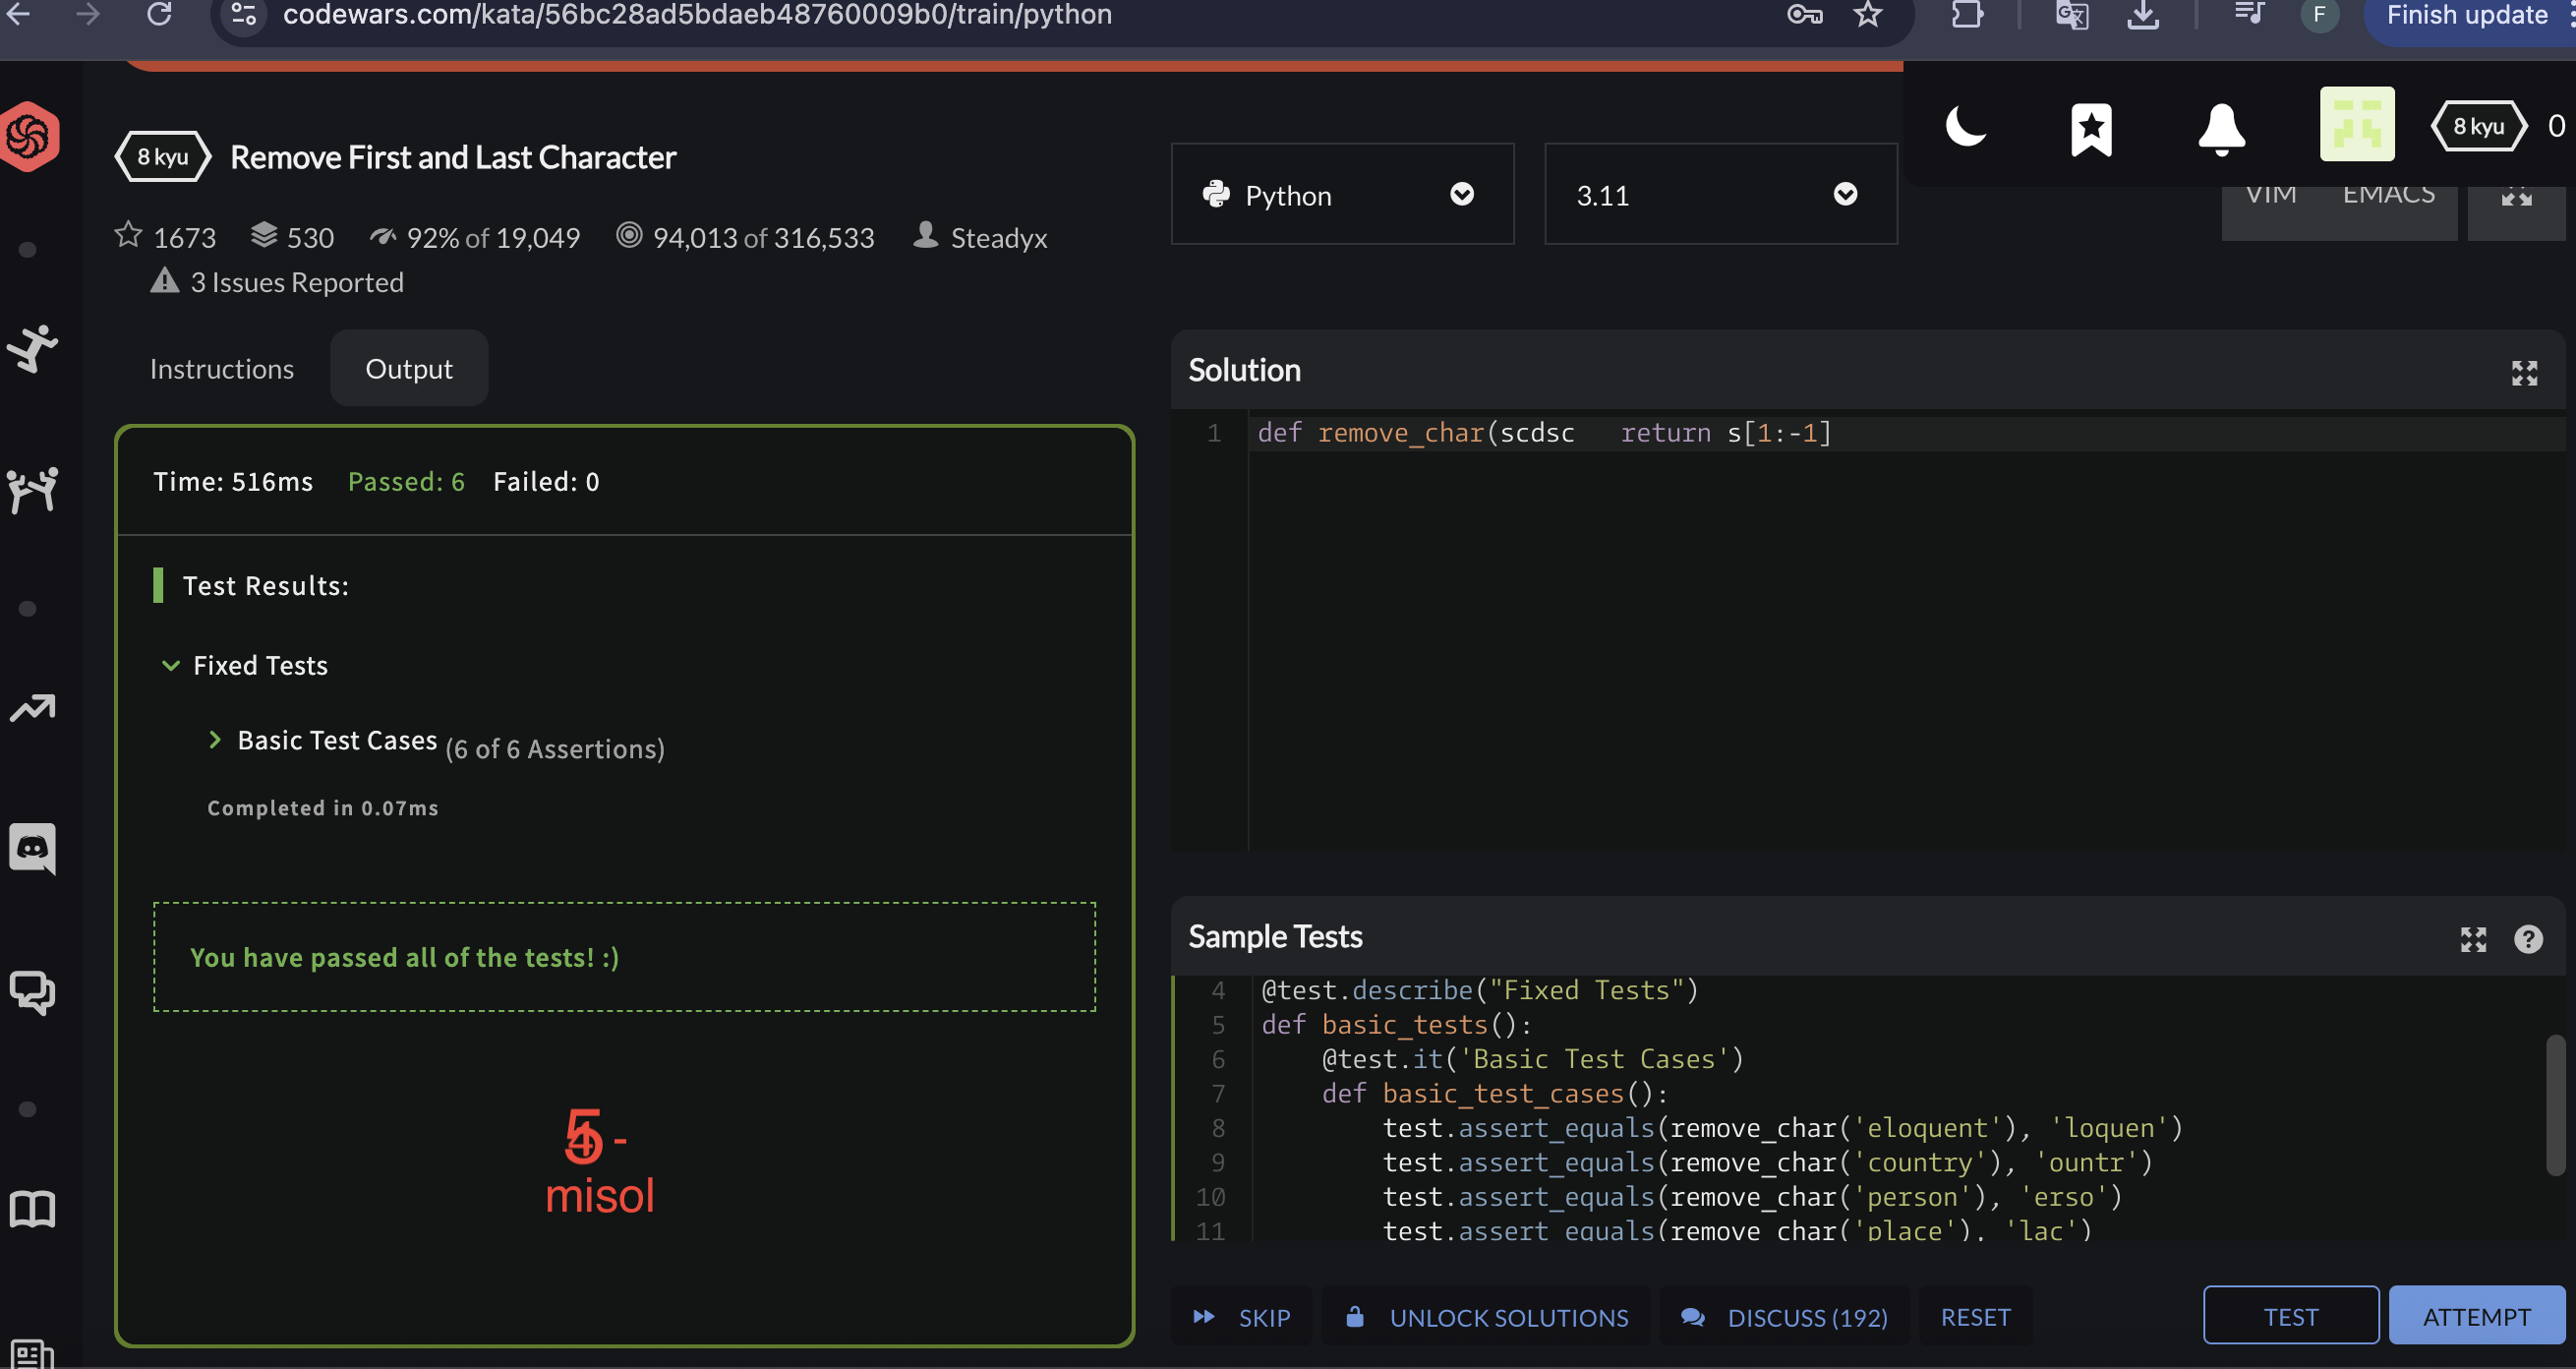 codewars.com/kata/56bc28ad5bdaeb48760009b0/train/python
F
Finish update
8 kyu
0
8 kyu Remove First and Last Character
1673 530 92% of 19,049 94,013 of 316,533 Steadyx
3 Issues Reported
Python
3.11
VIM EMACS
Instructions
Output
Time: 516ms Passed: 6 Failed: 0
Test Results:
Fixed Tests
Basic Test Cases (6 of 6 Assertions)
Completed in 0.07ms
You have passed all of the tests! :)
misol
Solution
1 def remove_char(scdsc   return s[1:-1]
Sample Tests
4 @test.describe("Fixed Tests")
5 def basic_tests():
6     @test.it('Basic Test Cases')
7     def basic_test_cases():
8         test.assert_equals(remove_char('eloquent'), 'loquen')
9         test.assert_equals(remove_char('country'), 'ountr')
10         test.assert_equals(remove_char('person'), 'erso')
11         test.assert_equals(remove_char('place'), 'lac')
SKIP
UNLOCK SOLUTIONS
DISCUSS (192)
RESET
TEST
ATTEMPT